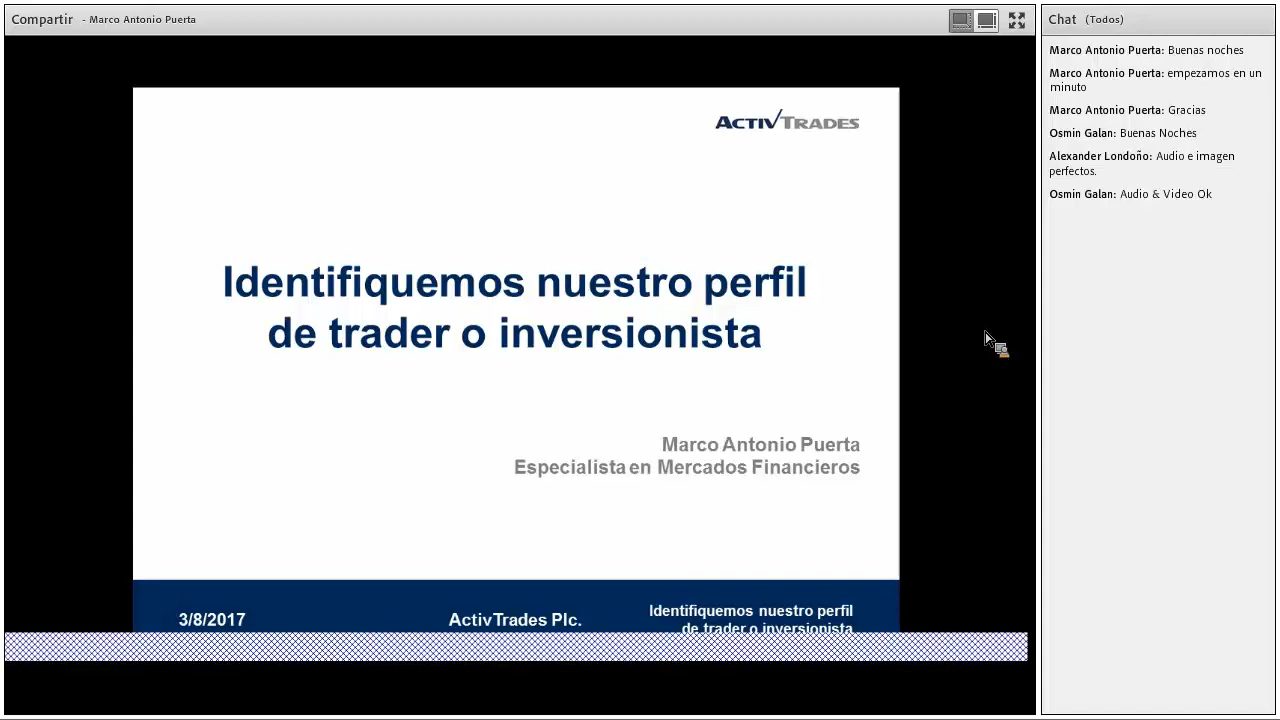 Compartir - Marco Antonio Puerta
ACTIVTRADES
Identifiquemos nuestro perfil
de trader o inversionista
Marco Antonio Puerta
Especialista en Mercados Financieros
3/8/2017
ActivTrades Plc.
Identifiquemos nuestro perfil
de trader o inversionista
Chat (Todos)
Marco Antonio Puerta: Buenas noches
Marco Antonio Puerta: empezamos en un
minuto
Marco Antonio Puerta: Gracias
Osmin Galan: Buenas Noches
Alexander Londoño: Audio e imagen
perfectos.
Osmin Galan: Audio & Video Ok